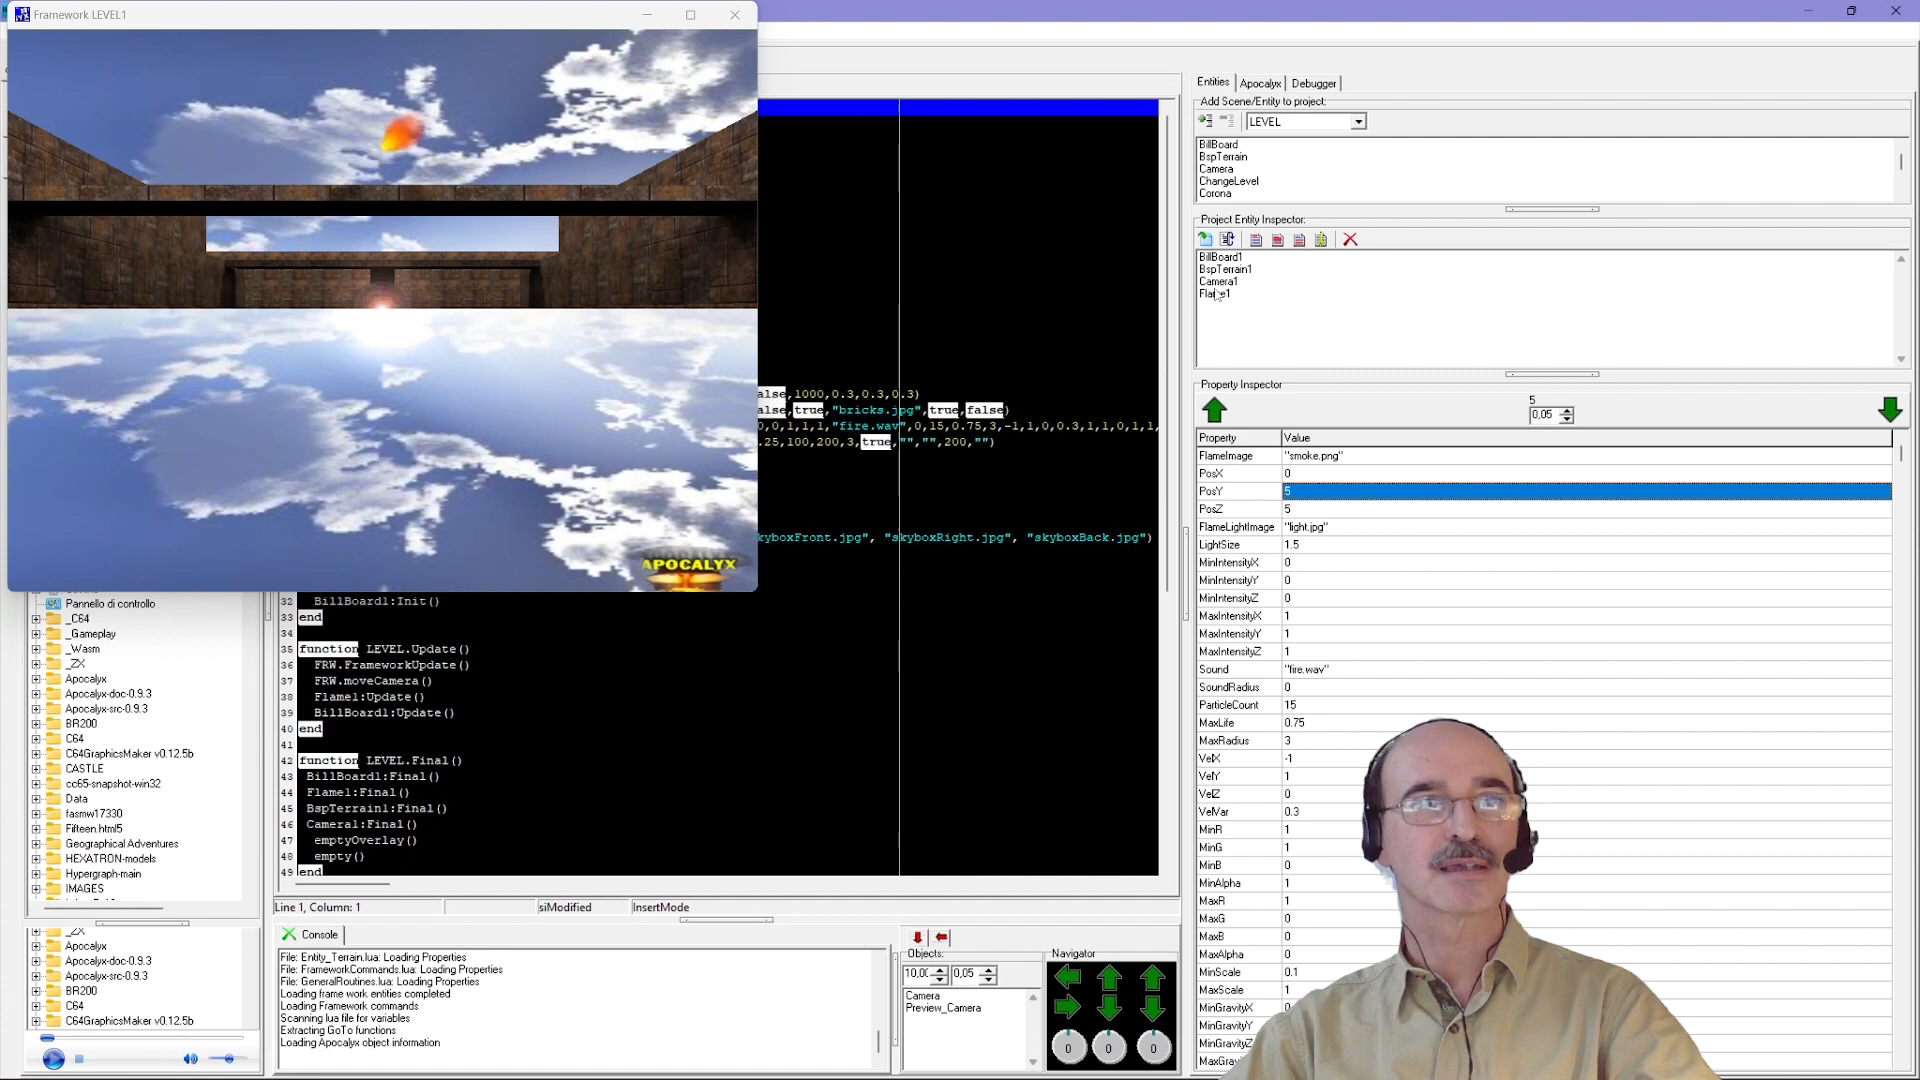 Framework LEVEL1
APOCALYX
alse,1000,0.3,0.3,0.3)
alse,true,"bricks.jpg",true,false)
0,0,1,1,1,"fire.wav",0,15,0.75,3,-1,1,0,0.3,1,1,0,1,1,
.25,100,200,3,true,"","",200,"")
kyboxFront.jpg", "skyboxRight.jpg", "skyboxBack.jpg")
32 BillBoard1:Init()
33 end
34
35 function LEVEL.Update()
36 FRW.FrameworkUpdate()
37 FRW.moveCamera()
38 Flame1:Update()
39 BillBoard1:Update()
40 end
41
42 function LEVEL.Final()
43 BillBoard1:Final()
44 Flame1:Final()
45 BspTerrain1:Final()
46 Camera1:Final()
47 emptyOverlay()
48 empty()
49 end
Line 1, Column: 1
siModified
InsertMode
Pannello di controllo
_C64
_Gameplay
_Wasm
_ZX
Apocalyx
Apocalyx-doc-0.9.3
Apocalyx-src-0.9.3
BR200
C64
C64GraphicsMaker v0.12.5b
CASTLE
cc65-snapshot-win32
Data
fasmw17330
Fifteen.html5
Geographical Adventures
HEXATRON-models
Hypergraph-main
IMAGES
_ZX
Apocalyx
Apocalyx-doc-0.9.3
Apocalyx-src-0.9.3
BR200
C64
C64GraphicsMaker v0.12.5b
Console
File: Entity_Terrain.lua: Loading Properties
File: FrameworkCommands.lua: Loading Properties
File: GeneralRoutines.lua: Loading Properties
Loading frame work entities completed
Loading Framework commands
Scanning lua file for variables
Extracting GoTo functions
Loading Apocalyx object information
Objects:
10,0(
0,05
Camera
Preview_Camera
Navigator
0 0 0
Entities Apocalyx Debugger
Add Scene/Entity to project:
LEVEL
BillBoard
BspTerrain
Camera
ChangeLevel
Corona
Project Entity Inspector:
BillBoard1
BspTerrain1
Camera1
Flame1
Property Inspector
5
0,05
Property Value
FlameImage "smoke.png"
PosX 0
PosY 5
PosZ 5
FlameLightImage "light.jpg"
LightSize 1.5
MinIntensityX 0
MinIntensityY 0
MinIntensityZ 0
MaxIntensityX 1
MaxIntensityY 1
MaxIntensityZ 1
Sound "fire.wav"
SoundRadius 0
ParticleCount 15
MaxLife 0.75
MaxRadius 3
VelX -1
VelY 1
VelZ 0
VelVar 0.3
MinR 1
MinG 1
MinB 0
MinAlpha 1
MaxR 1
MaxG 0
MaxB 0
MaxAlpha 0
MinScale 0.1
MaxScale 1
MinGravityX 0
MinGravityY
MinGravityZ
MaxGrav